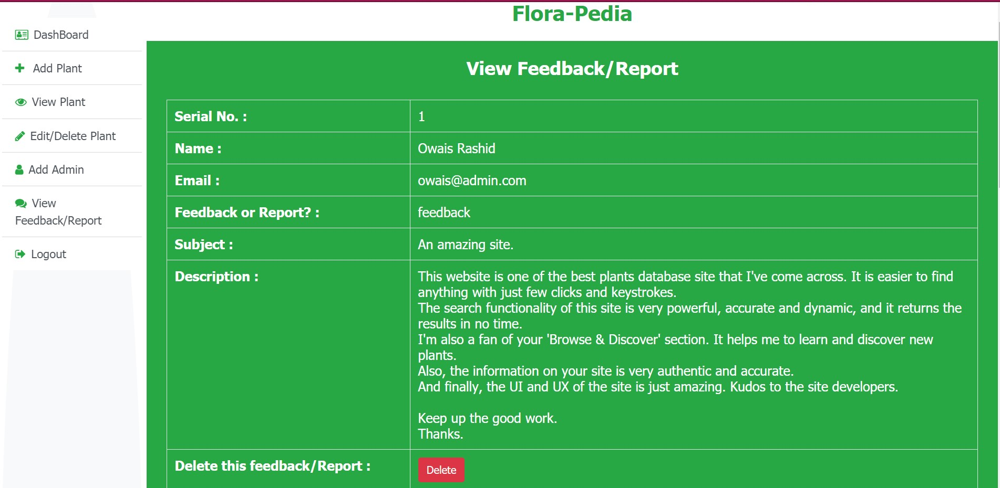 Flora-Pedia
DashBoard
Add Plant
View Plant
Edit/Delete Plant
Add Admin
View
Feedback/Report
Logout
View Feedback/Report
Serial No. : 1
Name : Owais Rashid
Email : owais@admin.com
Feedback or Report? : feedback
Subject : An amazing site.
Description : This website is one of the best plants database site that I've come across. It is easier to find
anything with just few clicks and keystrokes.
The search functionality of this site is very powerful, accurate and dynamic, and it returns the
results in no time.
I'm also a fan of your 'Browse & Discover' section. It helps me to learn and discover new
plants.
Also, the information on your site is very authentic and accurate.
And finally, the UI and UX of the site is just amazing. Kudos to the site developers.
Keep up the good work.
Thanks.
Delete this feedback/Report : Delete